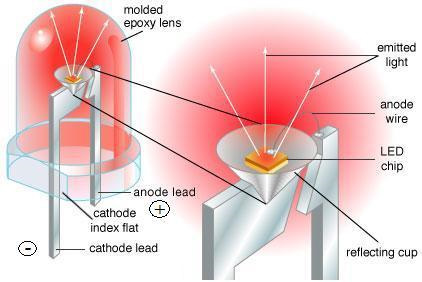 molded
epoxy lens
emitted
light
anode
wire
LED
chip
anode lead
+
cathode
index flat
-
cathode lead
reflecting cup